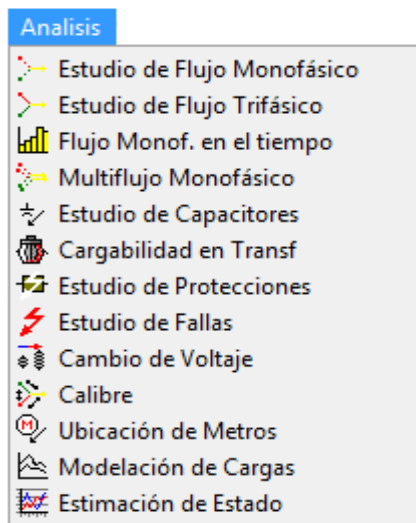 Analisis
Estudio de Flujo Monofásico
Estudio de Flujo Trifásico
Flujo Monof. en el tiempo
Multiflujo Monofásico
Estudio de Capacitores
Cargabilidad en Transf
Estudio de Protecciones
Estudio de Fallas
Cambio de Voltaje
Calibre
Ubicación de Metros
Modelación de Cargas
Estimación de Estado